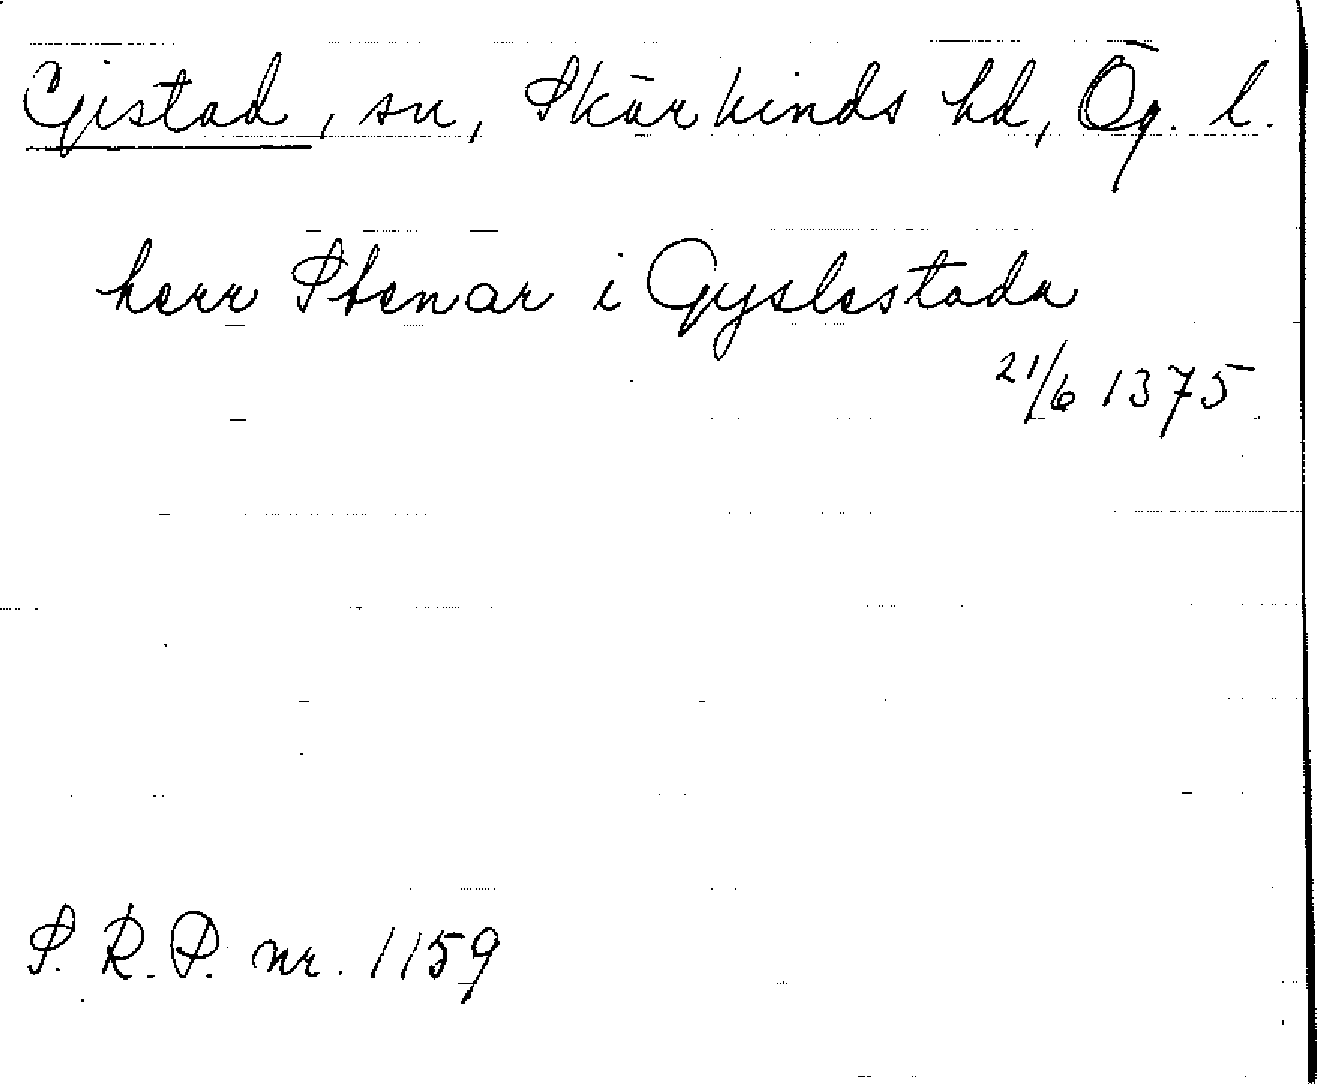 Gistad, sn, Skärkinds hd, Ög. l.
herr Stenar i Gyslestada
21/6 1375
S. R. P. nr. 1159